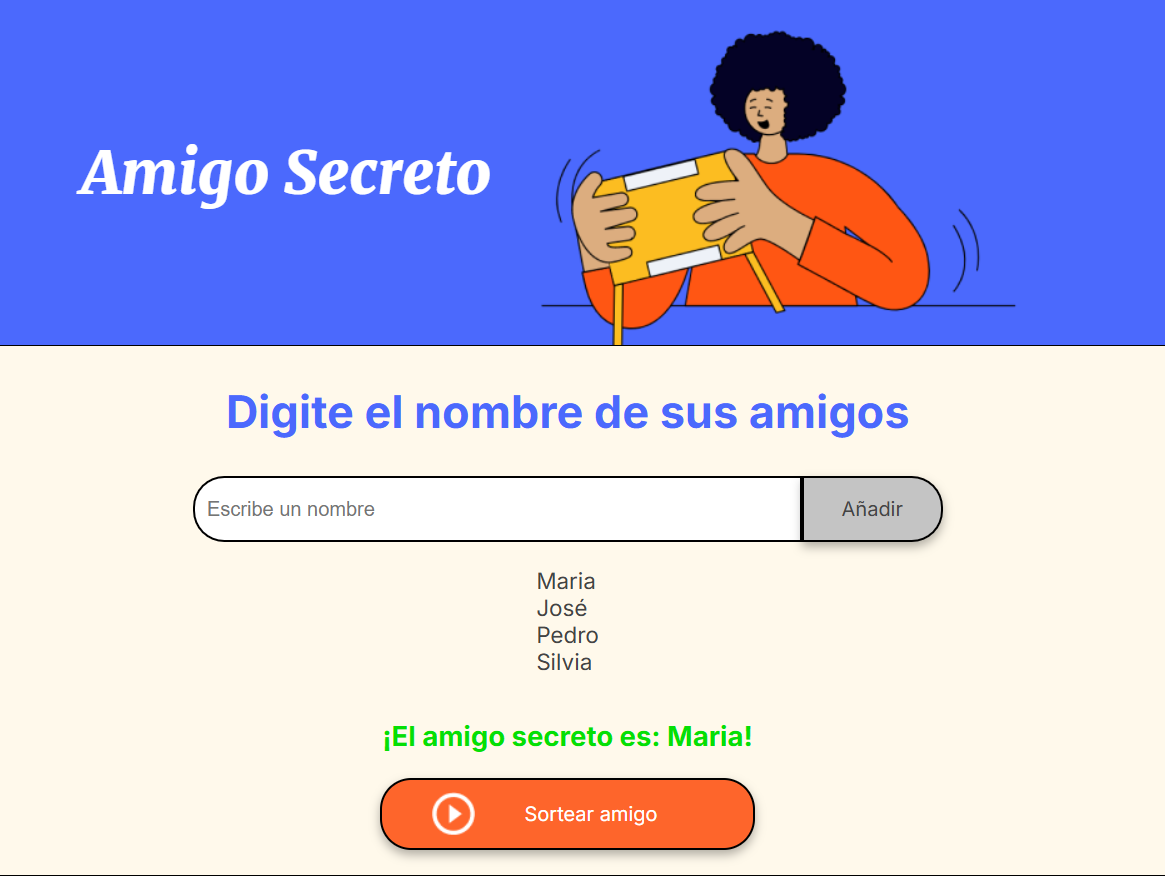 Amigo Secreto
Digite el nombre de sus amigos
Escribe un nombre
Añadir
Maria
José
Pedro
Silvia
¡El amigo secreto es: Maria!
Sortear amigo